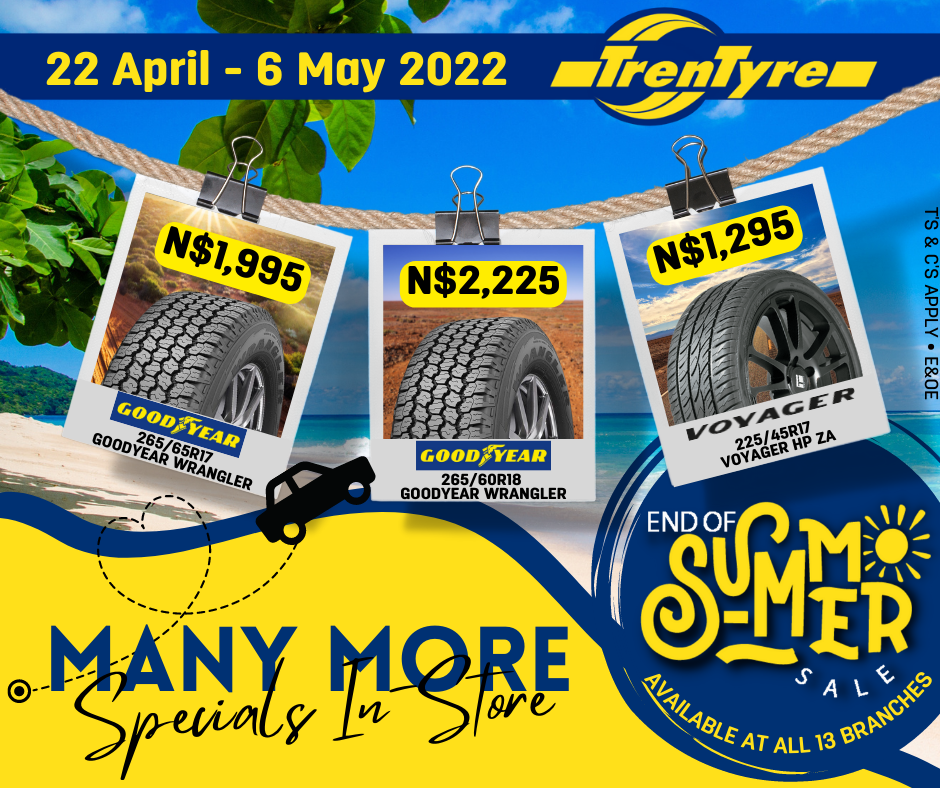 22 April - 6 May 2022
TrenTyre
N$1,995
GOODYEAR
265/65R17
GOODYEAR WRANGLER
N$2,225
GOODYEAR
265/60R18
GOODYEAR WRANGLER
N$1,295
VOYAGER
225/45R17
VOYAGER HP ZA
TS & C'S APPLY • E&OE
END OF
SUMMER
SALE
AVAILABLE AT ALL 13 BRANCHES
MANY MORE
Specials In Store